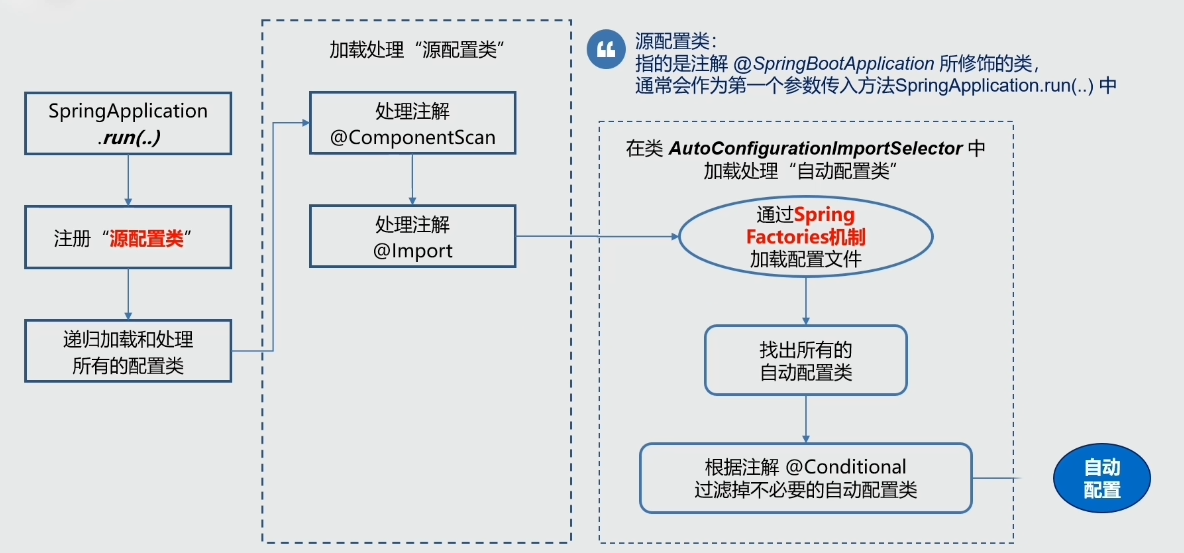 SpringApplication
.run(..)
注册“源配置类”
递归加载和处理
所有的配置类
加载处理“源配置类”
处理注解
@ComponentScan
处理注解
@Import
源配置类：
指的是注解 @SpringBootApplication 所修饰的类，
通常会作为第一个参数传入方法SpringApplication.run(..) 中
在类 AutoConfigurationImportSelector 中
加载处理“自动配置类”
通过Spring
Factories机制
加载配置文件
找出所有的
自动配置类
根据注解 @Conditional
过滤掉不必要的自动配置类
自动
配置